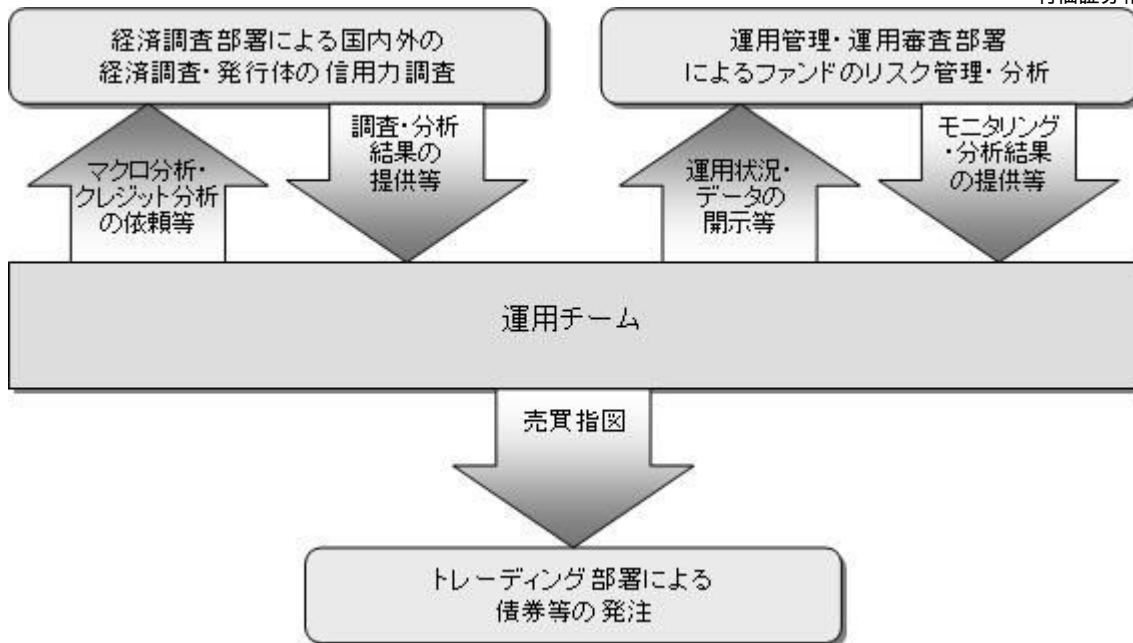 経済調査部署による国内外の
経済調査・発行体の信用力調査
運用管理・運用審査部署
によるファンドのリスク管理・分析
マクロ分析・
クレジット分析
の依頼等
調査・分析
結果の
提供等
運用状況・
データの
開示等
モニタリング
・分析結果
の提供等
運用チーム
売買指図
トレーディング部署による
債券等の発注